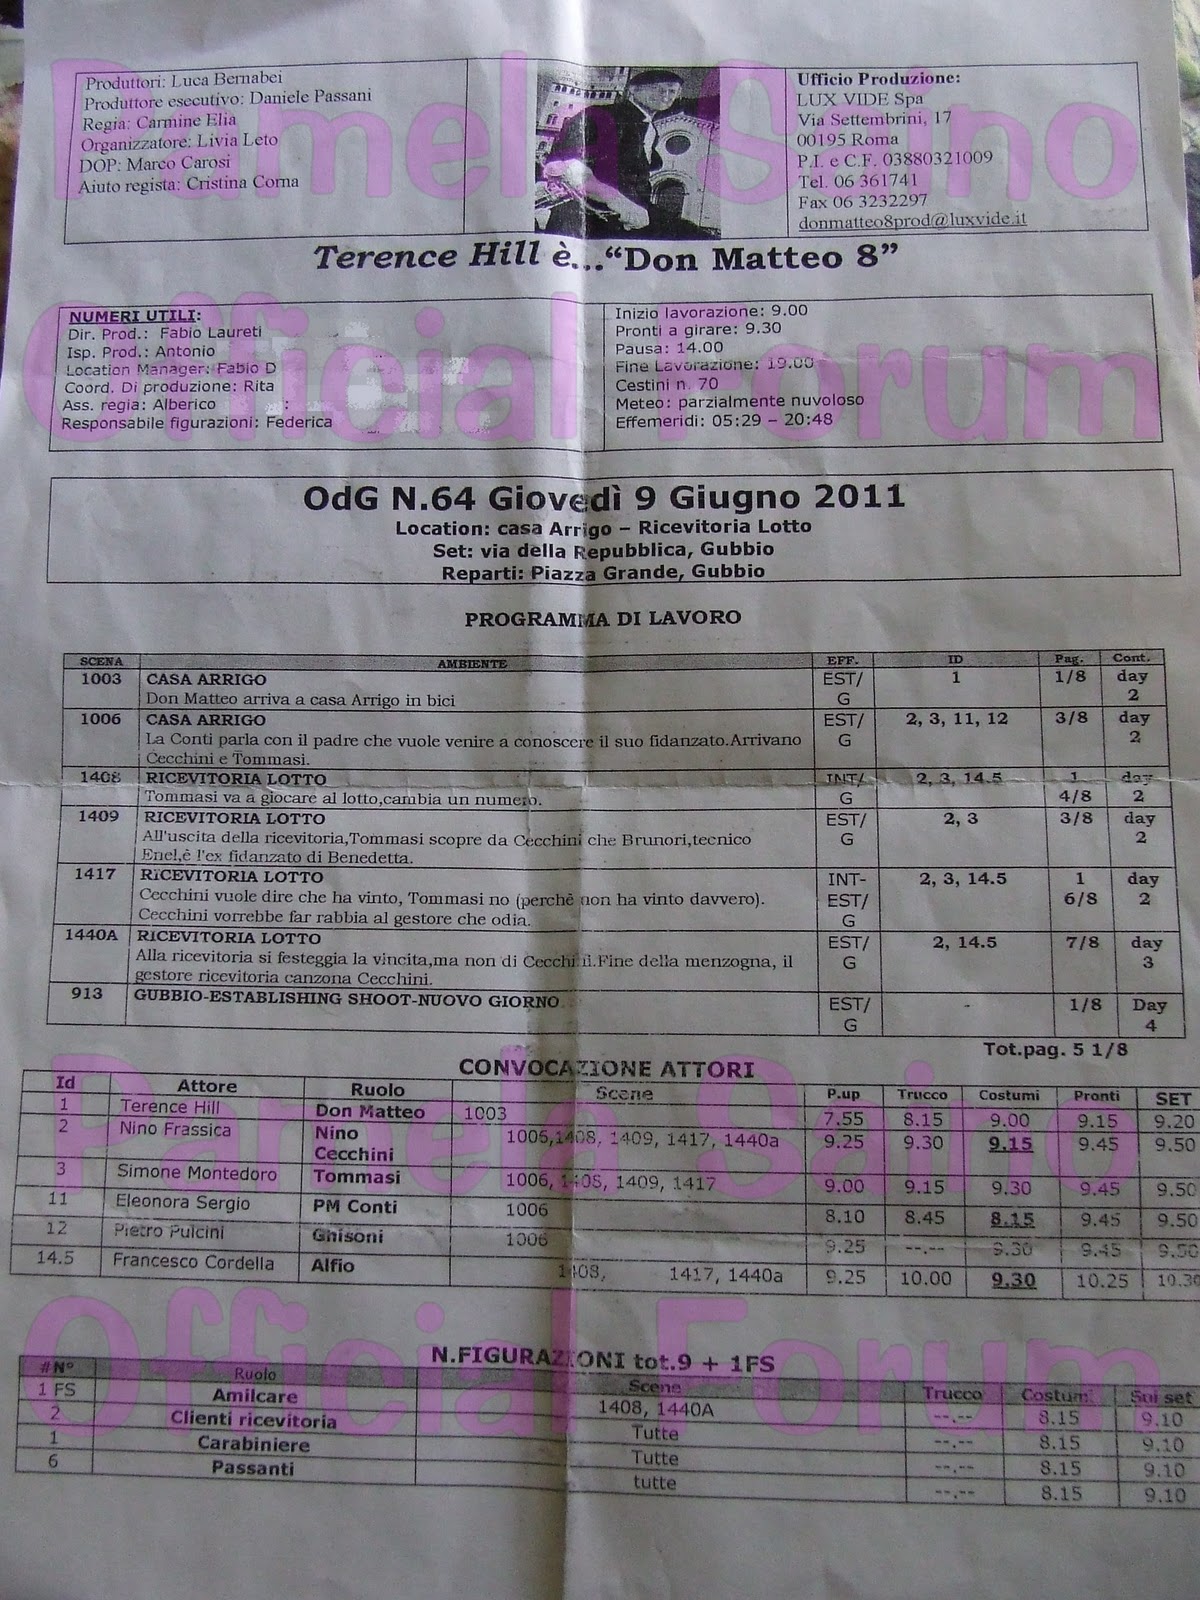 Pamela Saino
Official Forum
Produttori: Luca Bernabei
Produttore esecutivo: Daniele Passani
Regia: Carmine Elia
Organizzatore: Livia Leto
DOP: Marco Carosi
Aiuto regista: Cristina Corna
Ufficio Produzione:
LUX VIDE Spa
Via Settembrini, 17
00195 Roma
P.I. e C.F. 03880321009
Tel. 06 361741
Fax 06 3232297
donmatteo8prod@luxvide.it
Terence Hill è…“Don Matteo 8”
NUMERI UTILI:
Dir. Prod.: Fabio Laureti
Isp. Prod.: Antonio
Location Manager: Fabio D
Coord. Di produzione: Rita
Ass. regia: Alberico :
Responsabile figurazioni: Federica
Inizio lavorazione: 9.00
Pronti a girare: 9.30
Pausa: 14.00
Fine Lavorazione: 19.00
Cestini n. 70
Meteo: parzialmente nuvoloso
Effemeridi: 05:29 – 20:48
OdG N.64 Giovedì 9 Giugno 2011
Location: casa Arrigo – Ricevitoria Lotto
Set: via della Repubblica, Gubbio
Reparti: Piazza Grande, Gubbio
PROGRAMMA DI LAVORO
SCENA AMBIENTE EFF. ID Pag. Cont.
1003 CASA ARRIGO EST/ 1 1/8 day
Don Matteo arriva a casa Arrigo in bici G 2
1006 CASA ARRIGO EST/ 2, 3, 11, 12 3/8 day
La Conti parla con il padre che vuole venire a conoscere il suo fidanzato.Arrivano G 2
Cecchini e Tommasi.
1408 RICEVITORIA LOTTO INT/ 2, 3, 14.5 1 day
Tommasi va a giocare al lotto,cambia un numero. G 4/8 2
1409 RICEVITORIA LOTTO EST/ 2, 3 3/8 day
All'uscita della ricevitoria,Tommasi scopre da Cecchini che Brunori,tecnico G 2
Enel,è l'ex fidanzato di Benedetta.
1417 RICEVITORIA LOTTO INT- 2, 3, 14.5 1 day
Cecchini vuole dire che ha vinto, Tommasi no (perchè non ha vinto davvero). EST/ 6/8 2
Cecchini vorrebbe far rabbia al gestore che odia. G
1440A RICEVITORIA LOTTO EST/ 2, 14.5 7/8 day
Alla ricevitoria si festeggia la vincita,ma non di Cecchini.Fine della menzogna, il G 3
gestore ricevitoria canzona Cecchini.
913 GUBBIO-ESTABLISHING SHOOT-NUOVO GIORNO EST/ - 1/8 Day
G 4
Tot.pag. 5 1/8
CONVOCAZIONE ATTORI
Id Attore Ruolo Scene P.up Trucco Costumi Pronti SET
1 Terence Hill Don Matteo 1003 7.55 8.15 9.00 9.15 9.20
2 Nino Frassica Nino Cecchini 1006,1408, 1409, 1417, 1440a 9.25 9.30 9.15 9.45 9.50
3 Simone Montedoro Tommasi 1006, 1408, 1409, 1417 9.00 9.15 9.30 9.45 9.50
11 Eleonora Sergio PM Conti 1006 8.10 8.45 8.15 9.45 9.50
12 Pietro Pulcini Ghisoni 1006 9.25 --.-- 9.30 9.45 9.50
14.5 Francesco Cordella Alfio 1408, 1417, 1440a 9.25 10.00 9.30 10.25 10.30
Pamela Saino
Official Forum
N.FIGURAZIONI tot.9 + 1FS
#N° Ruolo Scene Trucco Costumi Sul set
1 FS Amilcare 1408, 1440A --.-- 8.15 9.10
2 Clienti ricevitoria Tutte --.-- 8.15 9.10
1 Carabiniere Tutte --.-- 8.15 9.10
6 Passanti tutte --.-- 8.15 9.10